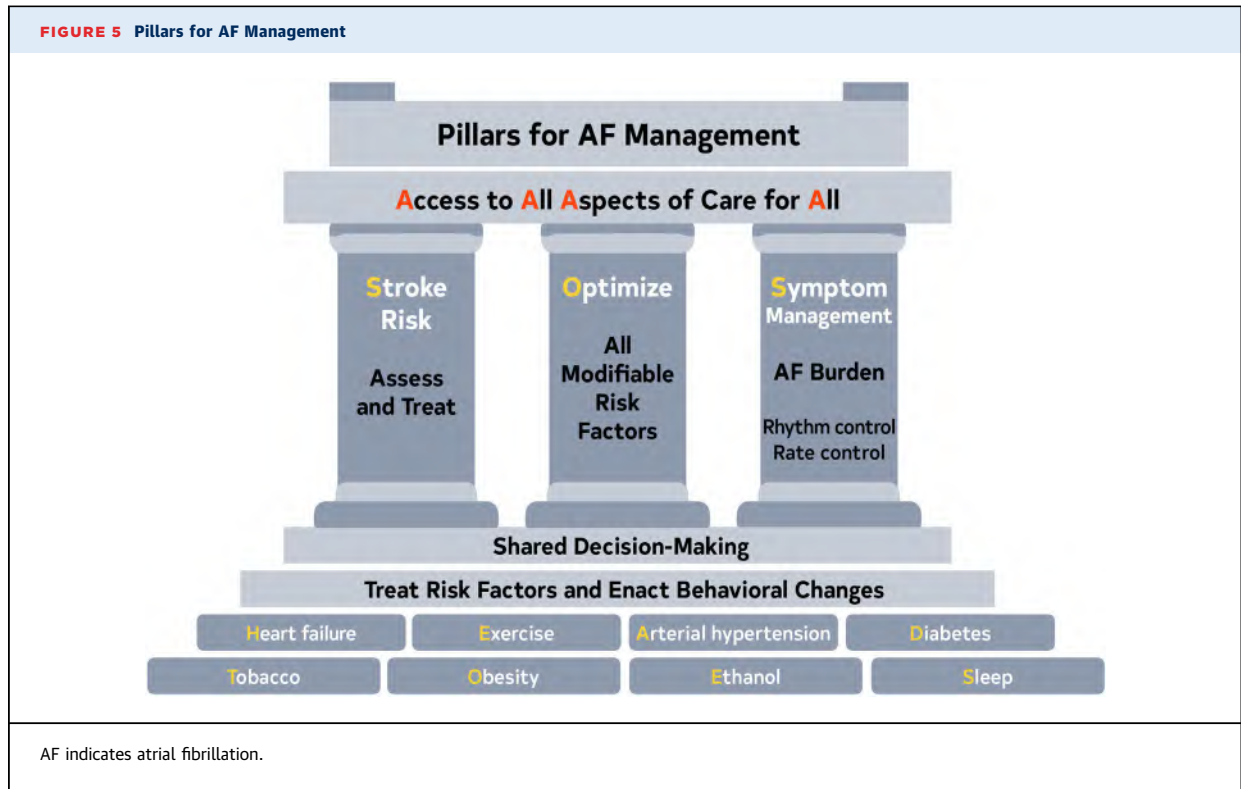 FIGURE 5 Pillars for AF Management
Pillars for AF Management
Access to All Aspects of Care for All
Stroke
Risk
Assess
and Treat
Optimize
All
Modifiable
Risk
Factors
Symptom
Management
AF Burden
Rhythm control
Rate control
Shared Decision-Making
Treat Risk Factors and Enact Behavioral Changes
Heart failure
Exercise
Arterial hypertension
Diabetes
Tobacco
Obesity
Ethanol
Sleep
AF indicates atrial fibrillation.